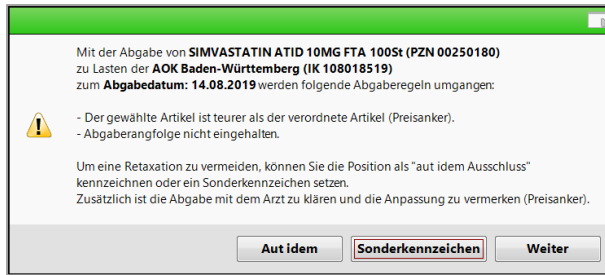 Mit der Abgabe von SIMVASTATIN ATID 10MG FTA 100St (PZN 00250180)
zu Lasten der AOK Baden-Württemberg (IK 108018519)
zum Abgabedatum: 14.08.2019 werden folgende Abgaberegeln umgangen:
- Der gewählte Artikel ist teurer als der verordnete Artikel (Preisanker).
- Abgaberangfolge nicht eingehalten.
Um eine Retaxation zu vermeiden, können Sie die Position als "aut idem Ausschluss"
kennzeichnen oder ein Sonderkennzeichen setzen.
Zusätzlich ist die Abgabe mit dem Arzt zu klären und die Anpassung zu vermerken (Preisanker).
Aut idem Sonderkennzeichen Weiter